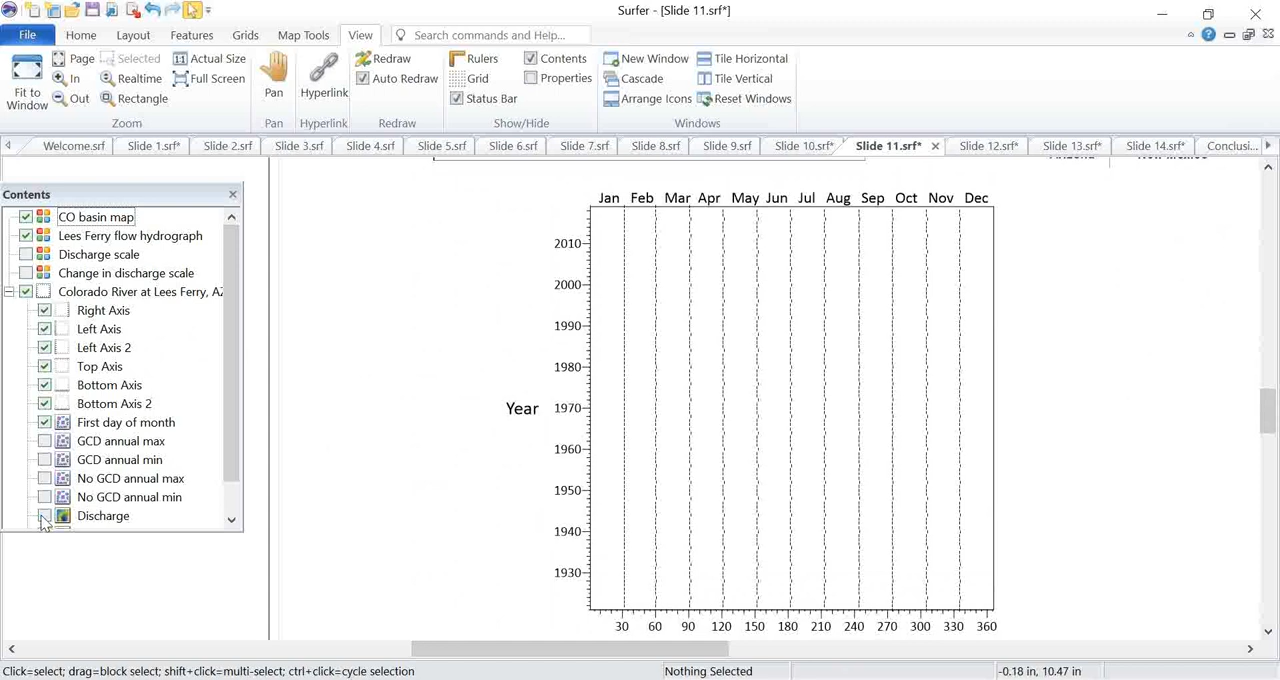 Surfer - [Slide 11.srf*]
File Home Layout Features Grids Map Tools View Search commands and Help...
Fit to Window Page Selected Actual Size
In Realtime Full Screen
Out Rectangle
Zoom
Pan
Pan
Hyperlink
Hyperlink
Redraw
Auto Redraw
Redraw
Rulers Contents
Grid Properties
Status Bar
Show/Hide
New Window Tile Horizontal
Cascade Tile Vertical
Arrange Icons Reset Windows
Windows
Welcome.srf Slide 1.srf* Slide 2.srf Slide 3.srf Slide 4.srf Slide 5.srf Slide 6.srf Slide 7.srf Slide 8.srf Slide 9.srf Slide 10.srf* Slide 11.srf* Slide 12.srf* Slide 13.srf* Slide 14.srf* Conclusi...
Contents
CO basin map
Lees Ferry flow hydrograph
Discharge scale
Change in discharge scale
Colorado River at Lees Ferry, AZ
Right Axis
Left Axis
Left Axis 2
Top Axis
Bottom Axis
Bottom Axis 2
First day of month
GCD annual max
GCD annual min
No GCD annual max
No GCD annual min
Discharge
Jan Feb Mar Apr May Jun Jul Aug Sep Oct Nov Dec
2010
2000
1990
1980
Year 1970
1960
1950
1940
1930
30 60 90 120 150 180 210 240 270 300 330 360
Click=select; drag=block select; shift+click=multi-select; ctrl+click=cycle selection Nothing Selected -0.18 in, 10.47 in